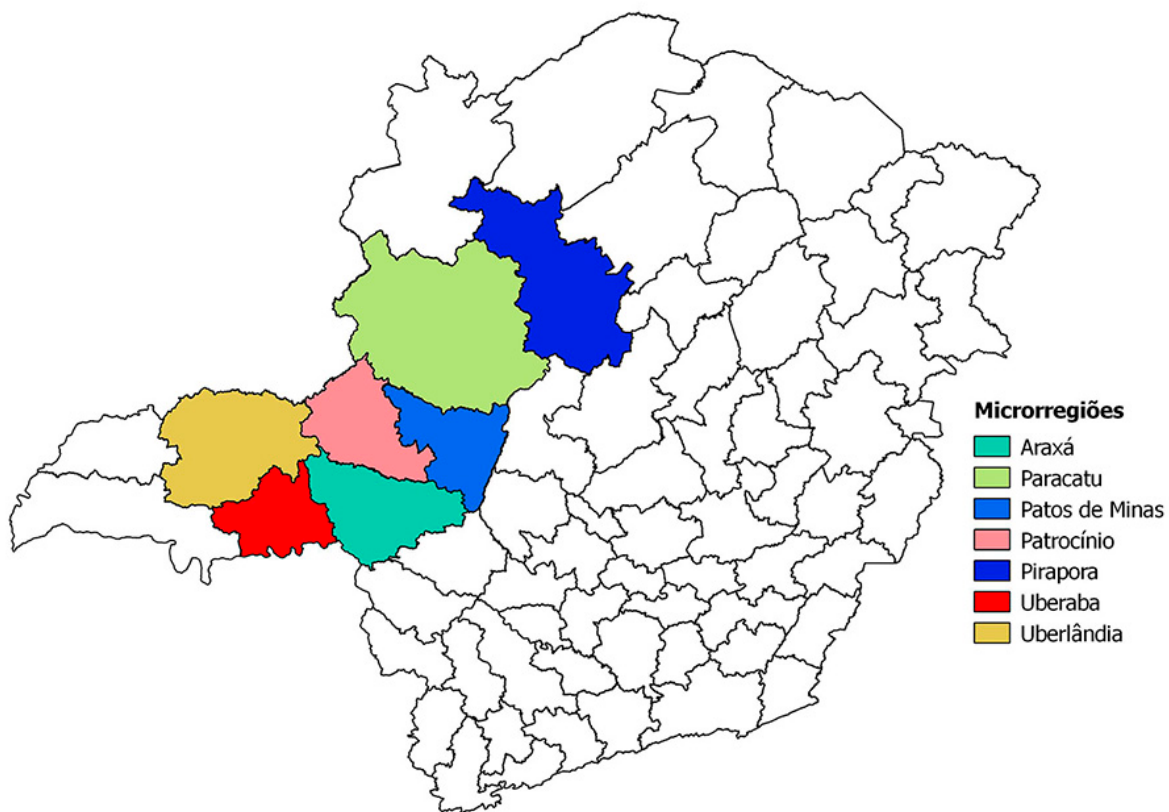 Microrregiões
Araxá
Paracatu
Patos de Minas
Patrocínio
Pirapora
Uberaba
Uberlândia